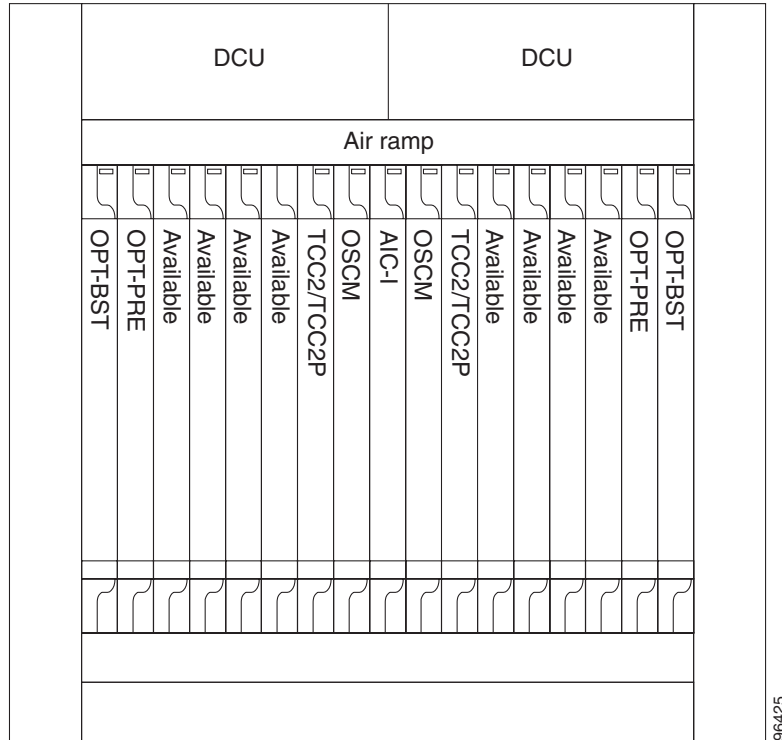 DCU
DCU
Air ramp
OPT-BST
OPT-PRE
Available
Available
Available
Available
TCC2/TCC2P
OSCM
AIC-I
OSCM
TCC2/TCC2P
Available
Available
Available
Available
OPT-PRE
OPT-BST
96425